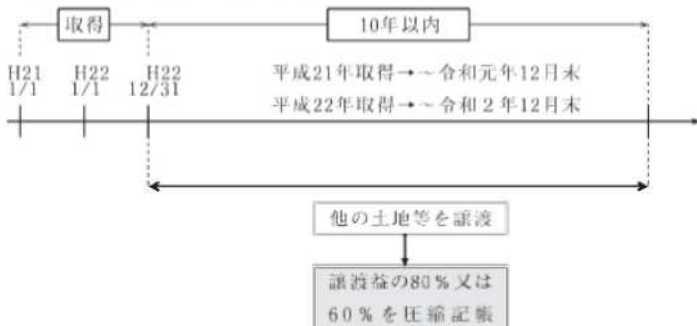 取得
10年以内
H21 H22 H22
1/1 1/1 12/31
平成21年取得→～令和元年12月末
平成22年取得→～令和２年12月末
他の土地等を譲渡
譲渡益の80％又は
60％を圧縮記帳